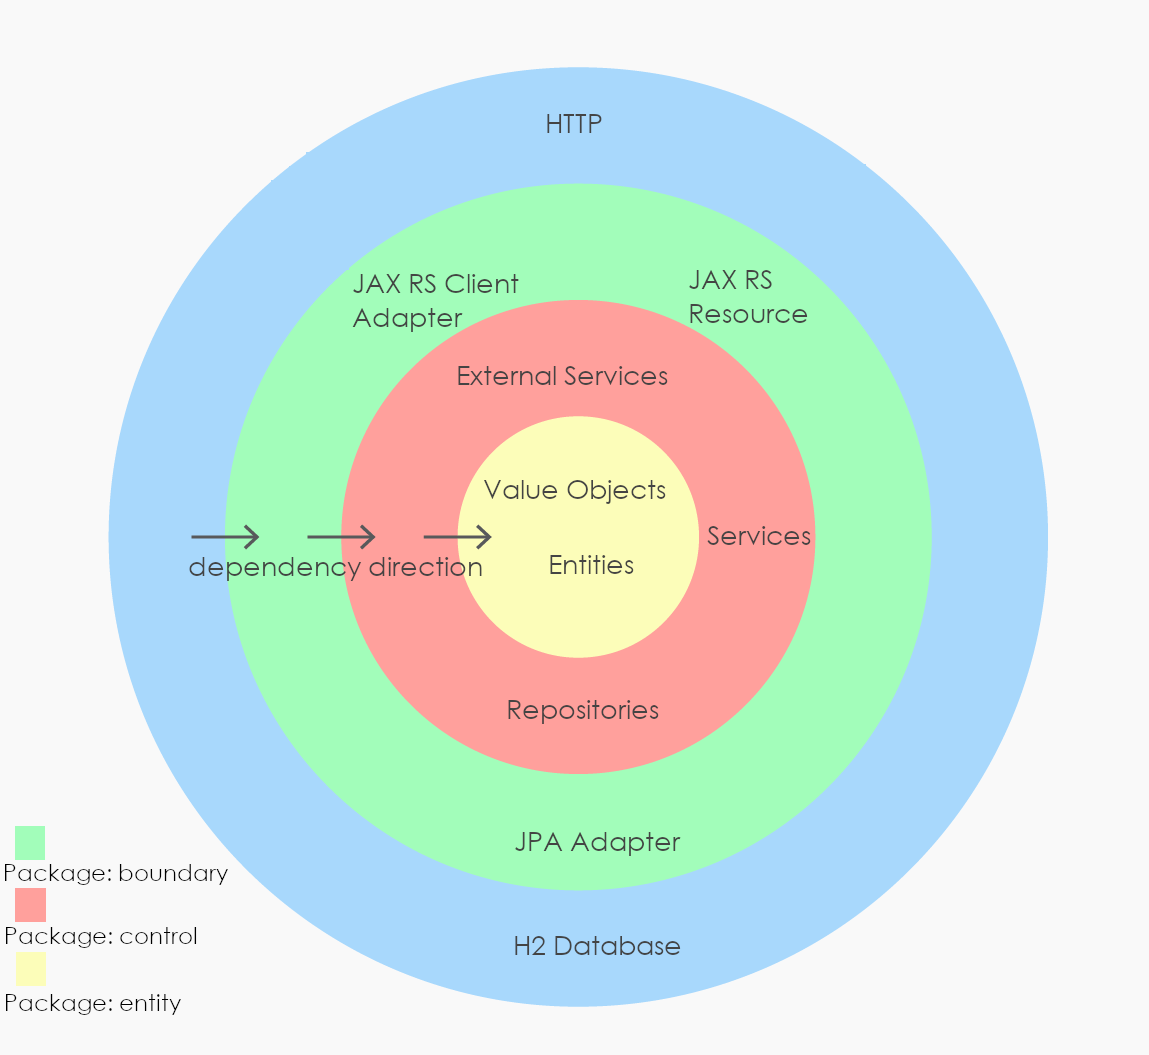 HTTP
JAX RS Client
Adapter
JAX RS
Resource
External Services
Value Objects
Services
Entities
dependency direction
Repositories
JPA Adapter
H2 Database
Package: boundary
Package: control
Package: entity